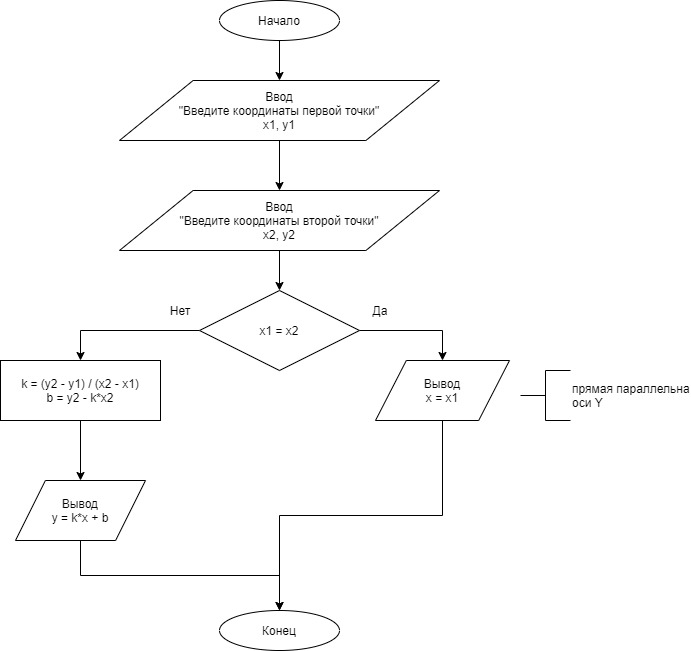 Начало
Ввод
"Введите координаты первой точки"
x1, y1
Ввод
"Введите координаты второй точки"
x2, y2
Нет
Да
x1 = x2
k = (y2 - y1) / (x2 - x1)
b = y2 - k*x2
Вывод
x = x1
прямая параллельна
оси Y
Вывод
y = k*x + b
Конец